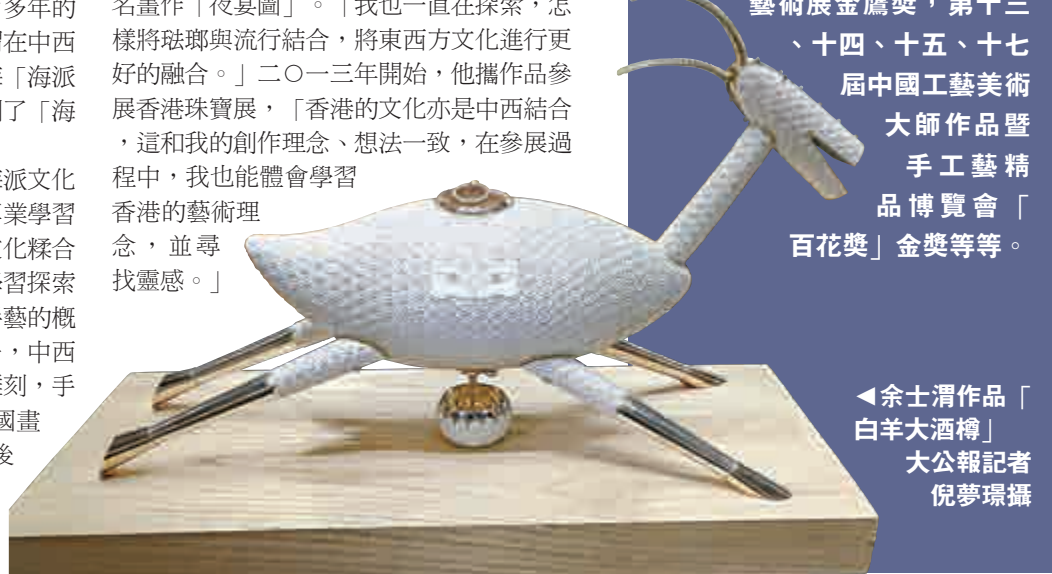 多年的
在中西
「海派
了「海
派文化
業學習
化糅合
習探索
藝的概
，中西
刻，手
國畫
後
名畫作「夜宴圖」。「我也一直在探索，怎
樣將琺瑯與流行結合，將東西方文化進行更
好的融合。」二○一三年開始，他攜作品參
展香港珠寶展，「香港的文化亦是中西結合
，這和我的創作理念、想法一致，在參展過
程中，我也能體會學習
香港的藝術理
念，並尋
找靈感。」
藝術展金鷹獎，第十三
、十四、十五、十七
屆中國工藝美術
大師作品暨
手工藝精
品博覽會「
百花獎」金獎等等。
◀余士渭作品「
白羊大酒樽」
大公報記者
倪夢璟攝